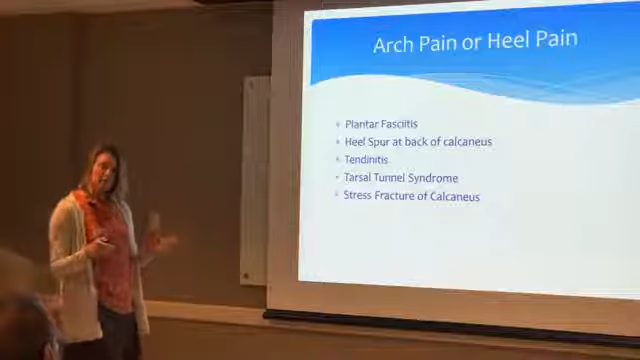 Arch Pain or Heel Pain
Plantar Fasciitis
Heel Spur at back of calcaneus
Tendinitis
Tarsal Tunnel Syndrome
Stress Fracture of Calcaneus